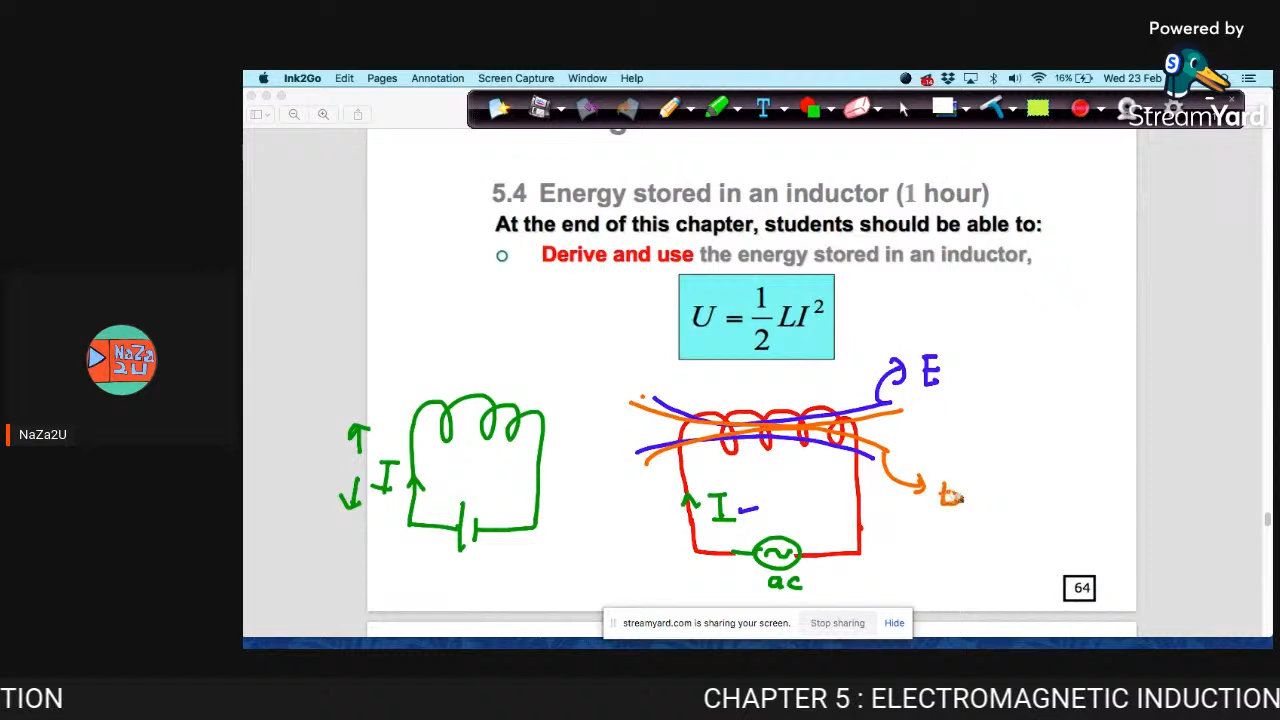 Powered by
StreamYard
Ink2Go Edit Pages Annotation Screen Capture Window Help
16% Wed 23 Feb
5.4 Energy stored in an inductor (1 hour)
At the end of this chapter, students should be able to:
Derive and use the energy stored in an inductor,
U = 1/2 LI²
E
I
I
ac
64
NaZa
2U
NaZa2U
streamyard.com is sharing your screen. Stop sharing Hide
TION
CHAPTER 5 : ELECTROMAGNETIC INDUCTION